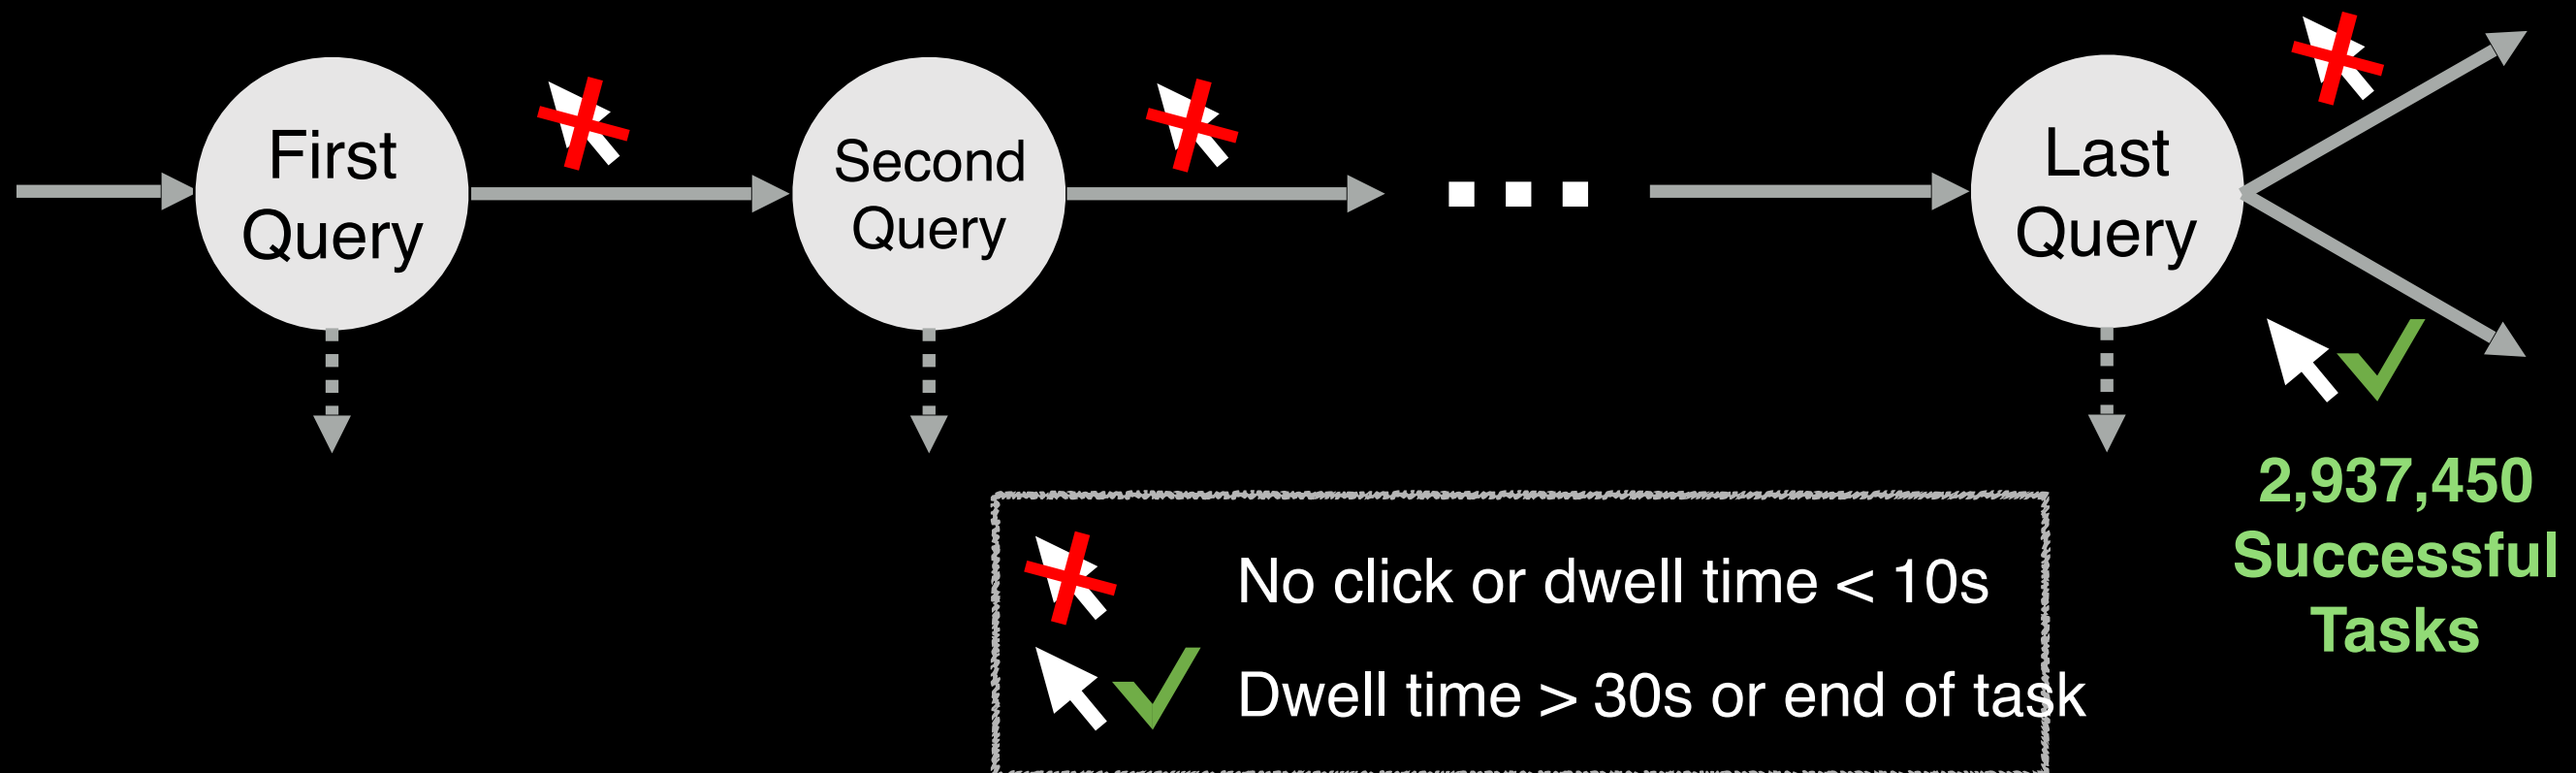 First
Query
Second
Query
Last
Query
2,937,450
Successful
Tasks
No click or dwell time < 10s
Dwell time > 30s or end of task